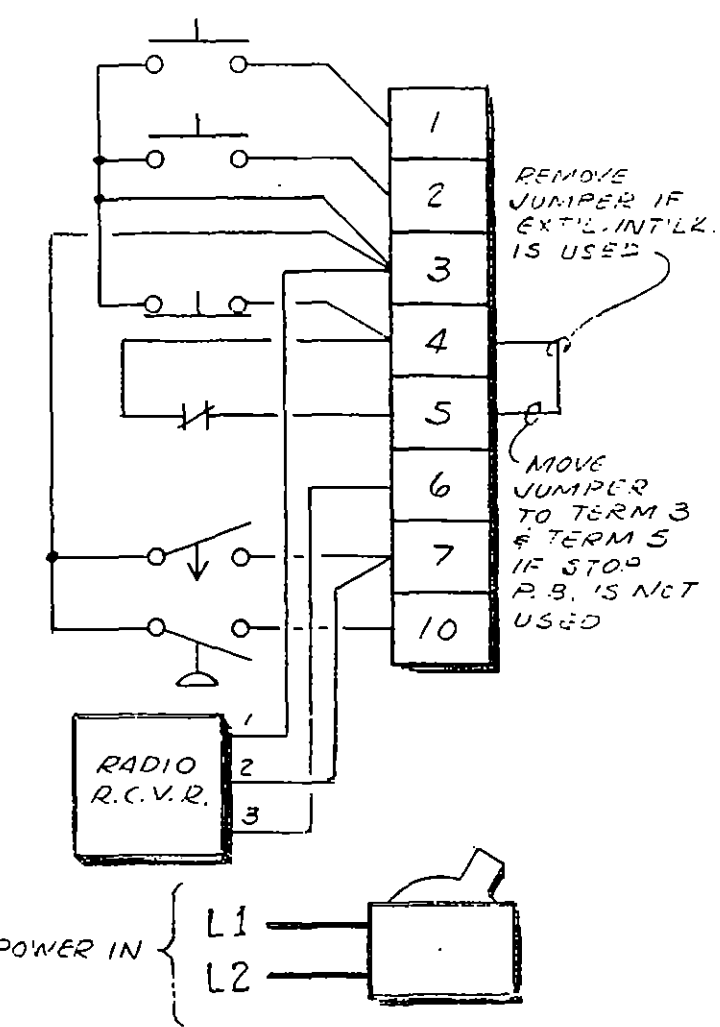 1
2
3
4
5
6
7
10
REMOVE
JUMPER IF
EXT'L. INT'LK.
IS USED
MOVE
JUMPER
TO TERM 3
& TERM 5
IF STOP
P.B. IS NOT
USED
RADIO
R.C.V.R.
1
2
3
POWER IN
L1
L2